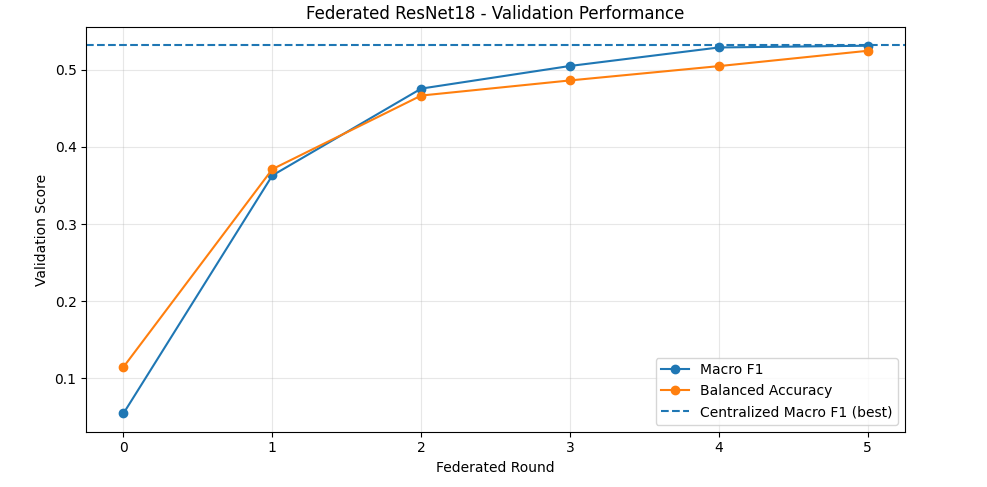 Federated ResNet18 - Validation Performance
Validation Score
0.5
0.4
0.3
0.2
0.1
Macro F1
Balanced Accuracy
Centralized Macro F1 (best)
0 1 2 3 4 5
Federated Round